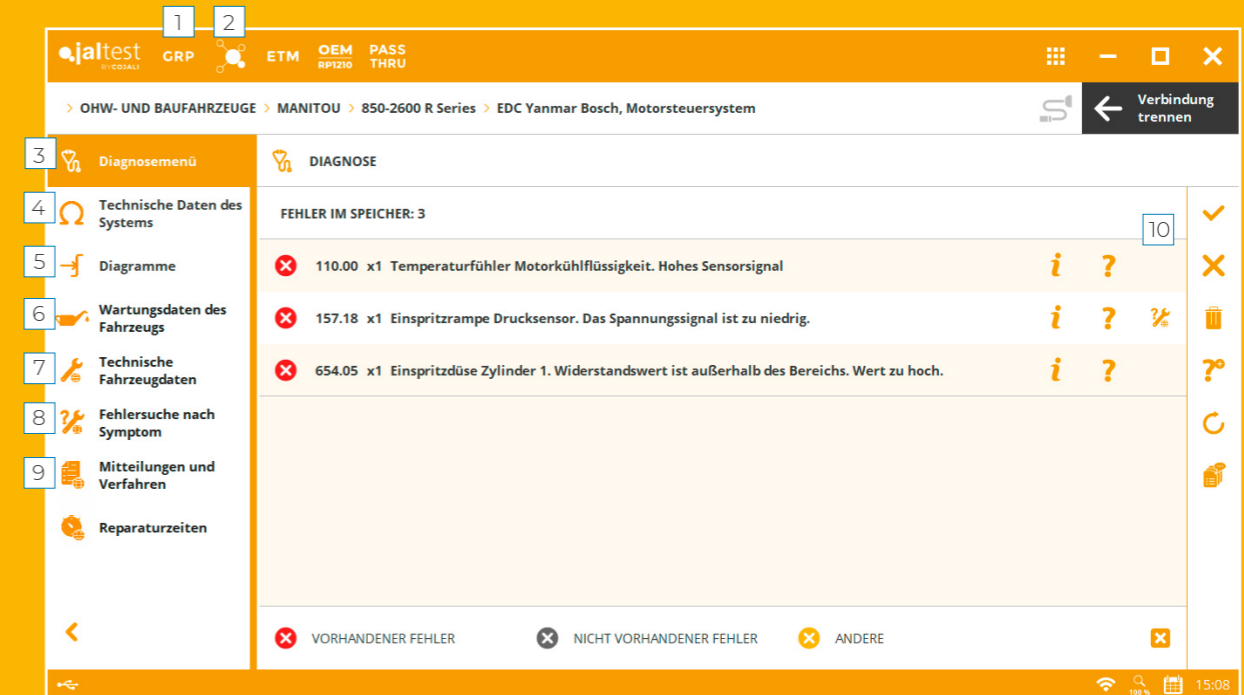 1
2
jaltest
BY COJALI
GRP
ETM
OEM
RP1210
PASS
THRU
> OHW- UND BAUFAHRZEUGE > MANITOU > 850-2600 R Series > EDC Yanmar Bosch, Motorsteuersystem
Verbindung
trennen
3
Diagnosemenü
DIAGNOSE
4
Technische Daten des
Systems
FEHLER IM SPEICHER: 3
10
5
Diagramme
110.00 x1 Temperaturfühler Motorkühlflüssigkeit. Hohes Sensorsignal
6
Wartungsdaten des
Fahrzeugs
157.18 x1 Einspritzrampe Drucksensor. Das Spannungssignal ist zu niedrig.
7
Technische
Fahrzeugdaten
654.05 x1 Einspritzdüse Zylinder 1. Widerstandswert ist außerhalb des Bereichs. Wert zu hoch.
8
Fehlersuche nach
Symptom
9
Mitteilungen und
Verfahren
Reparaturzeiten
VORHANDENER FEHLER
NICHT VORHANDENER FEHLER
ANDERE
100 %
15:08